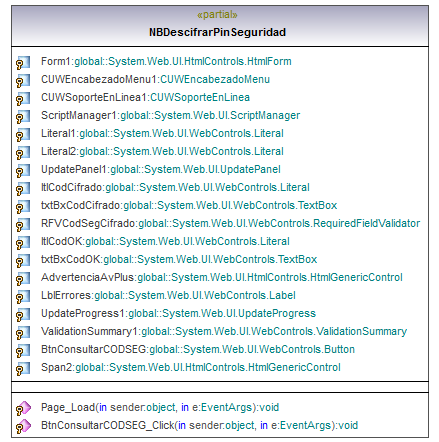 «partial»
NBDescifrarPinSeguridad
Form1:global::System.Web.UI.HtmlControls.HtmlForm
CUWEncabezadoMenu1:CUWEncabezadoMenu
CUWSoporteEnLinea1:CUWSoporteEnLinea
ScriptManager1:global::System.Web.UI.ScriptManager
Literal1:global::System.Web.UI.WebControls.Literal
Literal2:global::System.Web.UI.WebControls.Literal
UpdatePanel1:global::System.Web.UI.UpdatePanel
ltlCodCifrado:global::System.Web.UI.WebControls.Literal
txtBxCodCifrado:global::System.Web.UI.WebControls.TextBox
RFVCodSegCifrado:global::System.Web.UI.WebControls.RequiredFieldValidator
ltlCodOK:global::System.Web.UI.WebControls.Literal
txtBxCodOK:global::System.Web.UI.WebControls.TextBox
AdvertenciaAvPlus:global::System.Web.UI.HtmlControls.HtmlGenericControl
LblErrores:global::System.Web.UI.WebControls.Label
UpdateProgress1:global::System.Web.UI.UpdateProgress
ValidationSummary1:global::System.Web.UI.WebControls.ValidationSummary
BtnConsultarCODSEG:global::System.Web.UI.WebControls.Button
Span2:global::System.Web.UI.HtmlControls.HtmlGenericControl
Page_Load(in sender:object, in e:EventArgs):void
BtnConsultarCODSEG_Click(in sender:object, in e:EventArgs):void